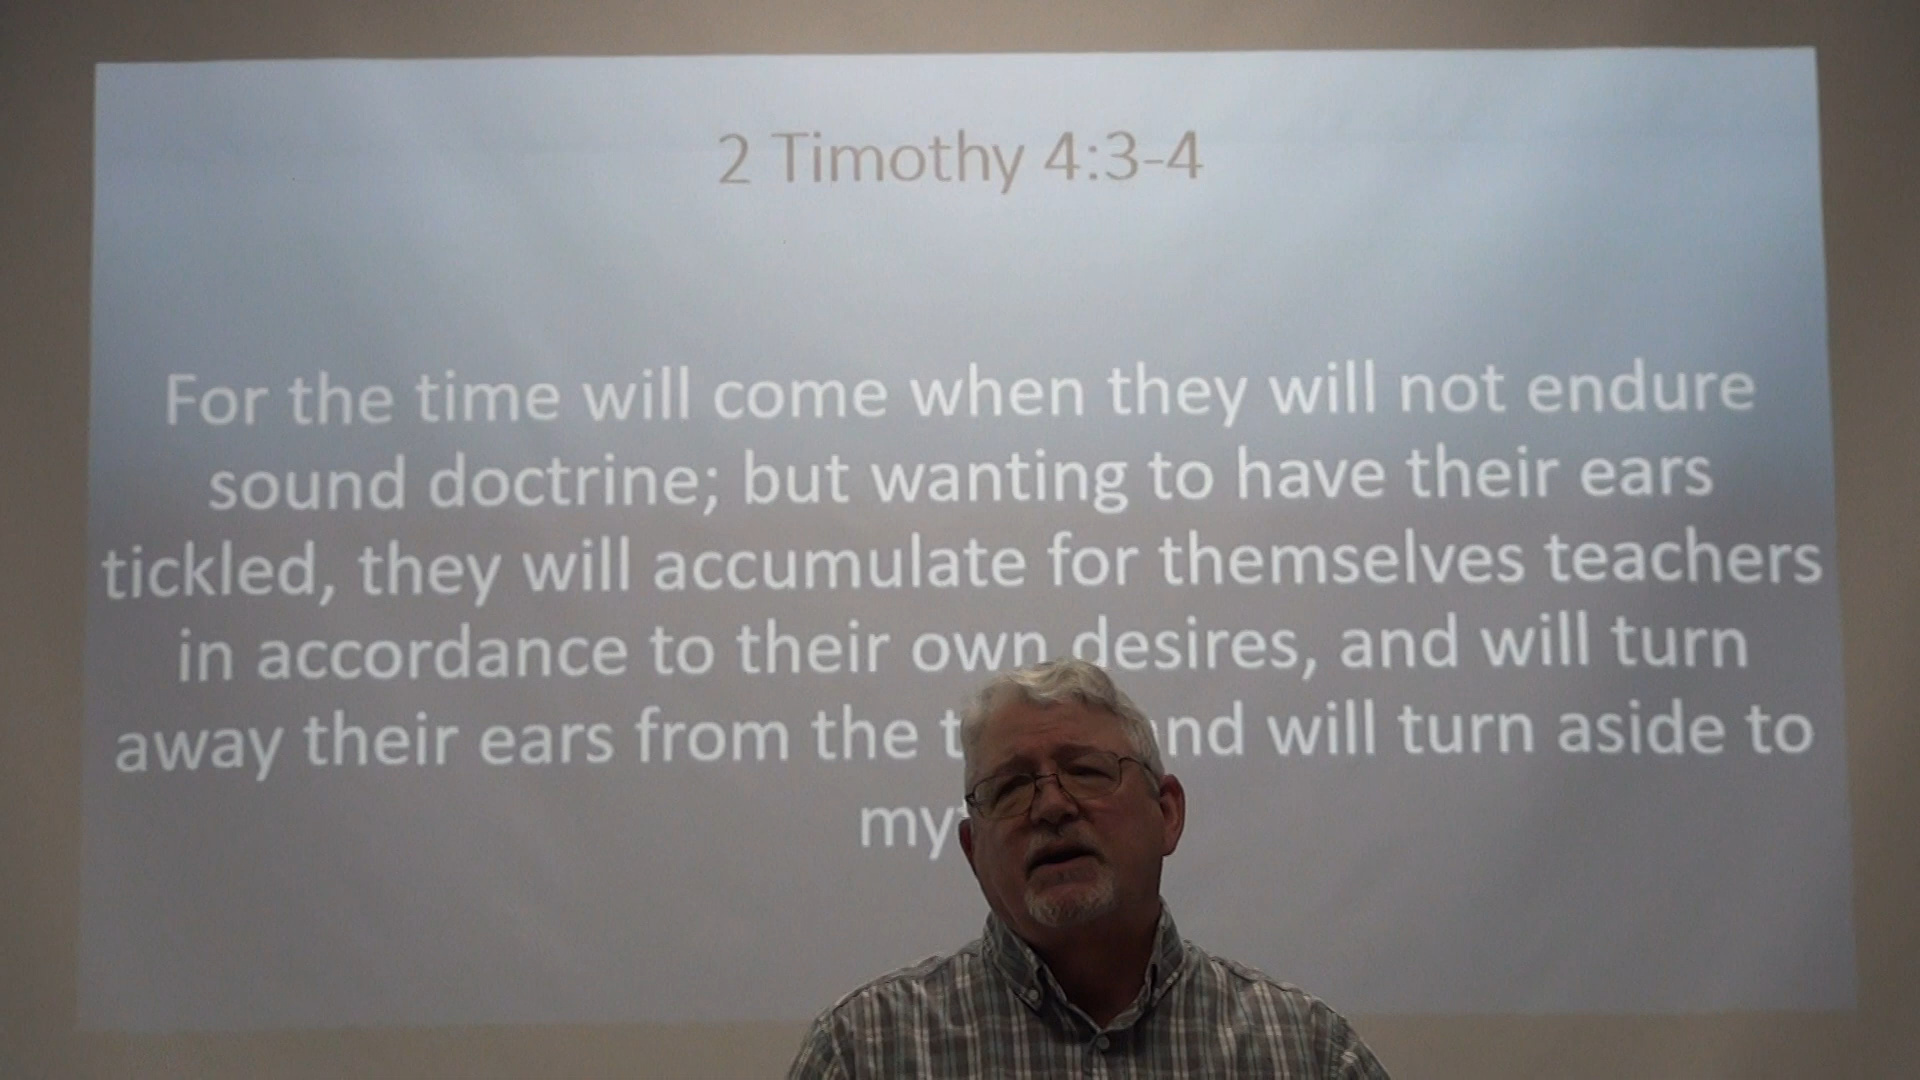 2 Timothy 4:3-4
For the time will come when they will not endure
sound doctrine; but wanting to have their ears
tickled, they will accumulate for themselves teachers
in accordance to their own desires, and will turn
away their ears from the and will turn aside to